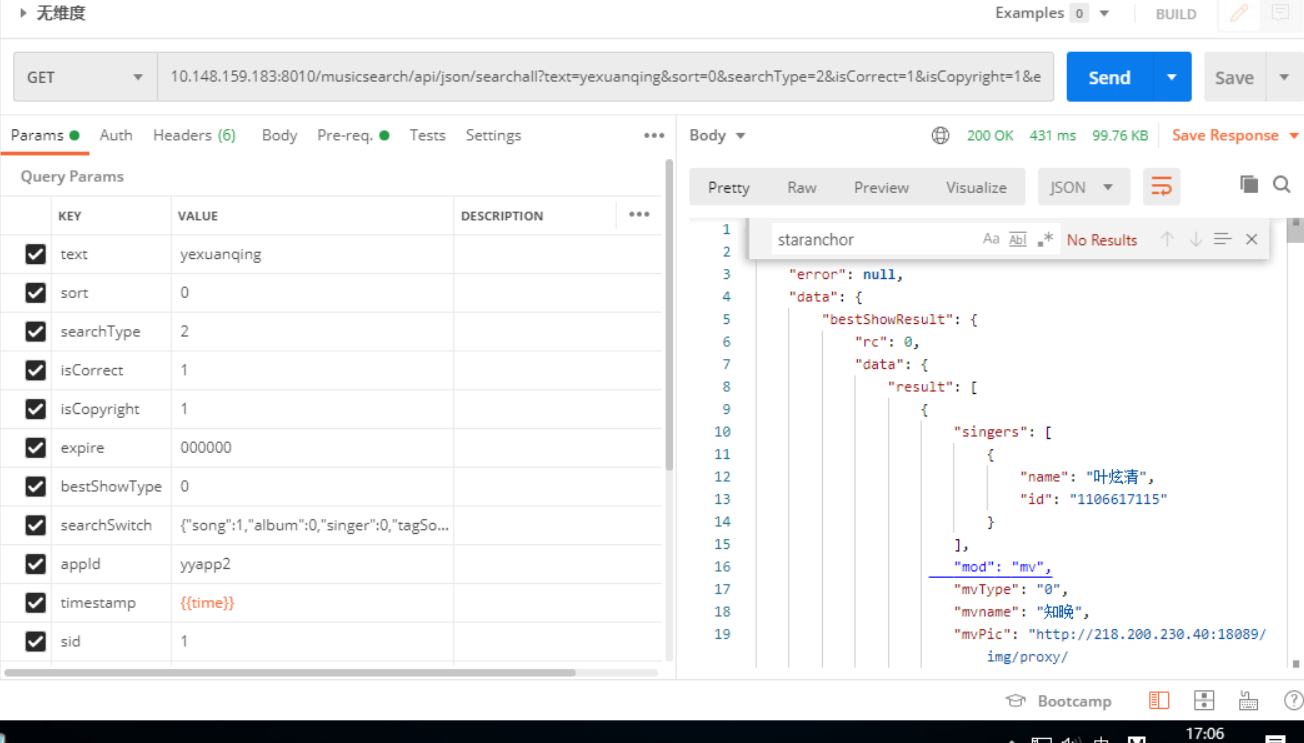 无维度
Examples 0
BUILD
GET
10.148.159.183:8010/musicsearch/api/json/searchall?text=yexuanqing&sort=0&searchType=2&isCorrect=1&isCopyright=1&e
Send
Save
Params Auth Headers (6) Body Pre-req. Tests Settings
Query Params
KEY VALUE DESCRIPTION
text yexuanqing
sort 0
searchType 2
isCorrect 1
isCopyright 1
expire 000000
bestShowType 0
searchSwitch {"song":1,"album":0,"singer":0,"tagSo...
appId yyapp2
timestamp {{time}}
sid 1
Body 200 OK 431 ms 99.76 KB Save Response
Pretty Raw Preview Visualize JSON
staranchor Aa Abl .* No Results
1
2
3 "error": null,
4 "data": {
5 "bestShowResult": {
6 "rc": 0,
7 "data": {
8 "result": [
9 {
10 "singers": [
11 {
12 "name": "叶炫清",
13 "id": "1106617115"
14 }
15 ],
16 "mod": "mv",
17 "mvType": "0",
18 "mvname": "知晚",
19 "mvPic": "http://218.200.230.40:18089/
img/proxy/
Bootcamp
?
17:06